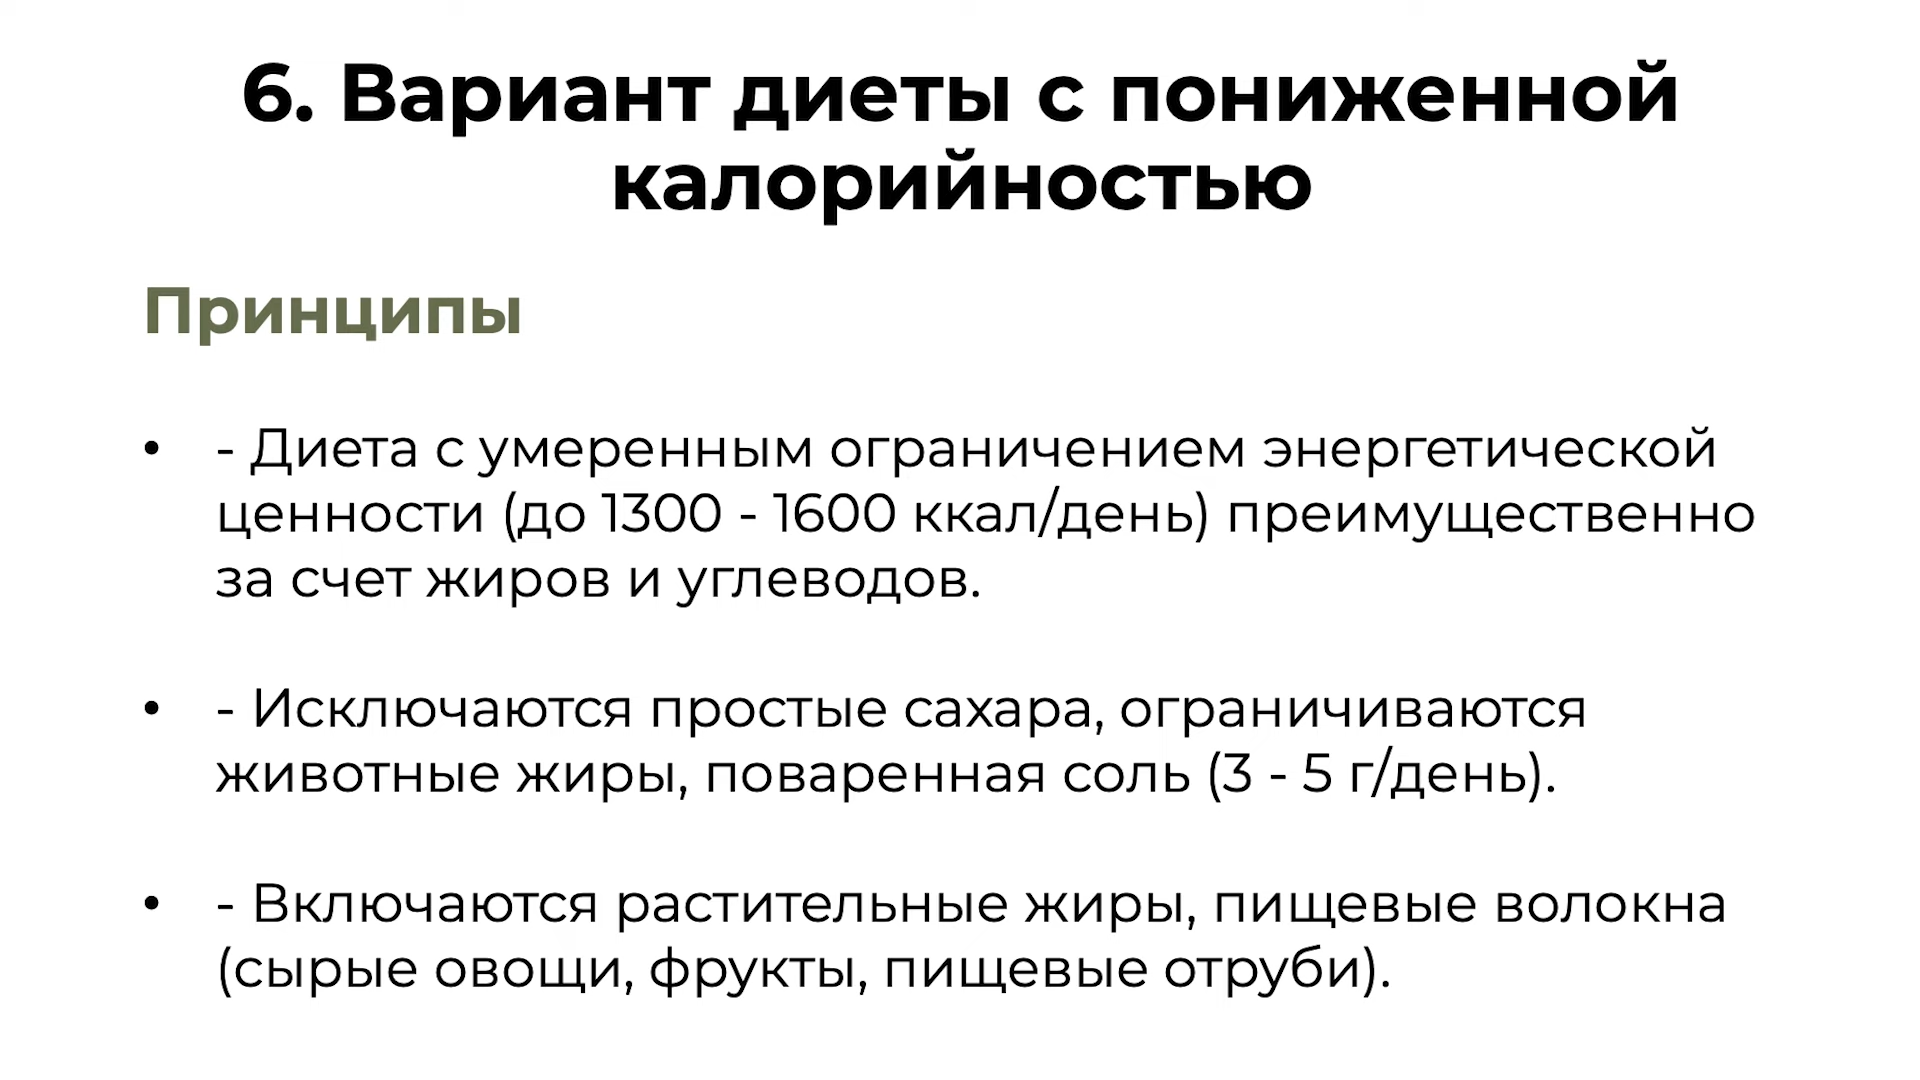 6. Вариант диеты с пониженной
калорийностью
Принципы
• - Диета с умеренным ограничением энергетической
ценности (до 1300 - 1600 ккал/день) преимущественно
за счет жиров и углеводов.
• - Исключаются простые сахара, ограничиваются
животные жиры, поваренная соль (3 - 5 г/день).
• - Включаются растительные жиры, пищевые волокна
(сырые овощи, фрукты, пищевые отруби).